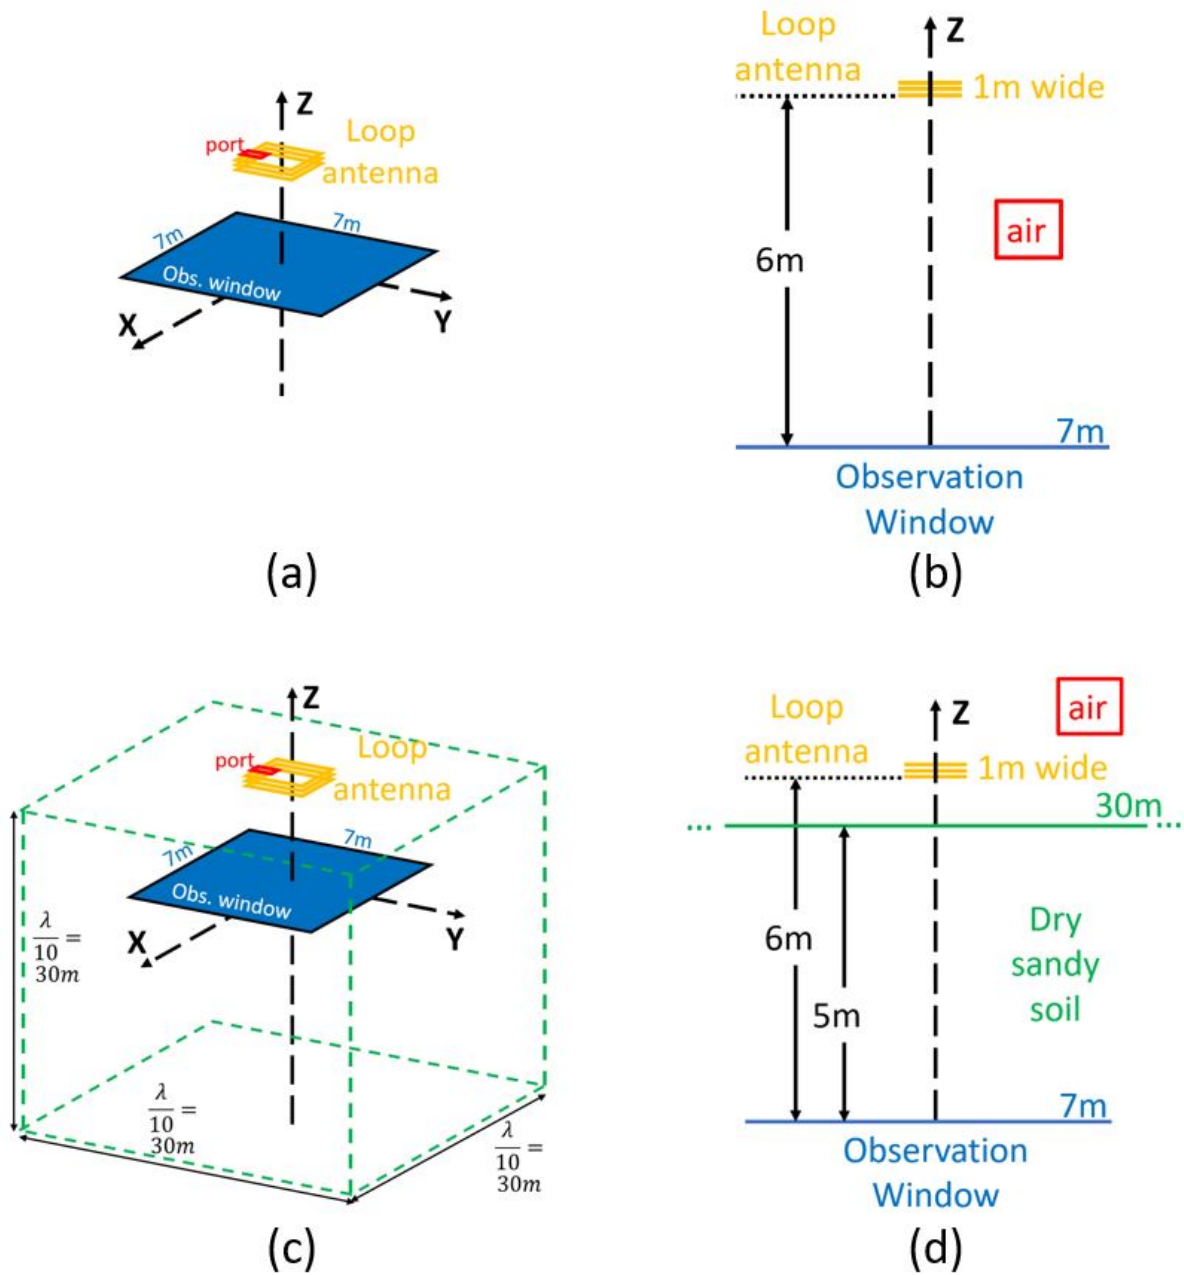 Z
port
Loop
antenna
7m
7m
Obs. window
X
Y
(a)
Loop
antenna
Z
1m wide
6m
air
7m
Observation
Window
(b)
Z
port
Loop
antenna
7m
7m
Obs. window
X
Y
λ
10 =
30m
λ
10 =
30m
λ
10 =
30m
(c)
air
Loop
antenna
Z
1m wide
30m
... ...
6m
5m
Dry
sandy
soil
7m
Observation
Window
(d)